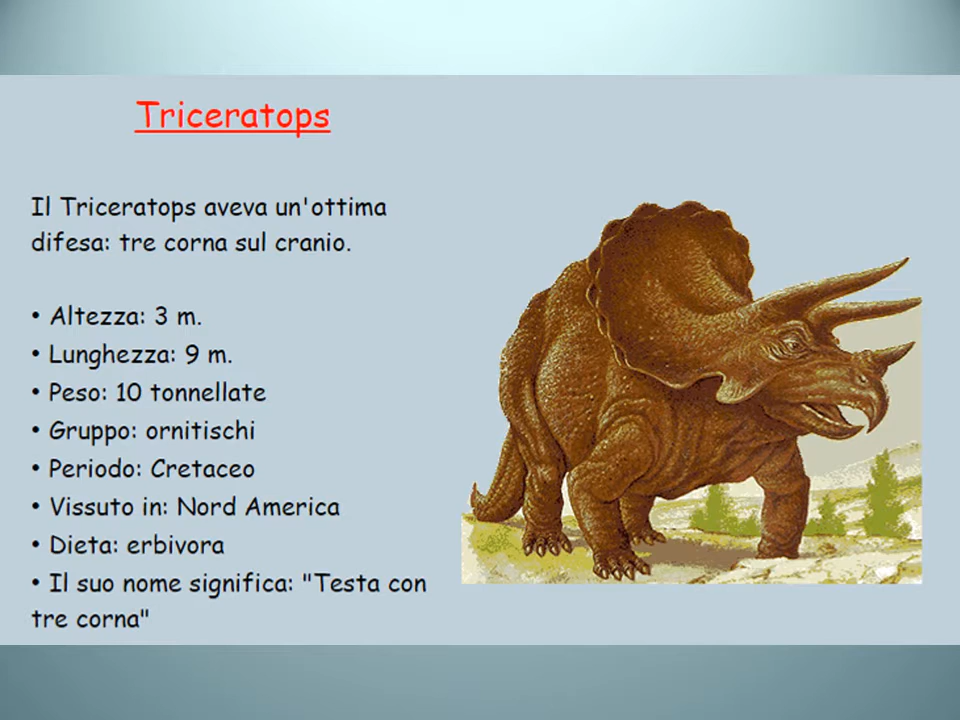 Triceratops
Il Triceratops aveva un'ottima
difesa: tre corna sul cranio.
• Altezza: 3 m.
• Lunghezza: 9 m.
• Peso: 10 tonnellate
• Gruppo: ornitischi
• Periodo: Cretaceo
• Vissuto in: Nord America
• Dieta: erbivora
• Il suo nome significa: "Testa con
tre corna"